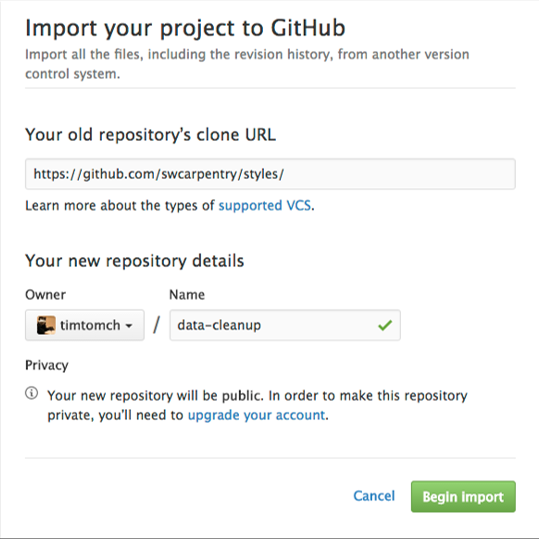 Import your project to GitHub
Import all the files, including the revision history, from another version
control system.
Your old repository's clone URL
https://github.com/swcarpentry/styles/
Learn more about the types of supported VCS.
Your new repository details
Owner Name
timtomch / data-cleanup
Privacy
Your new repository will be public. In order to make this repository
private, you'll need to upgrade your account.
Cancel Begin Import